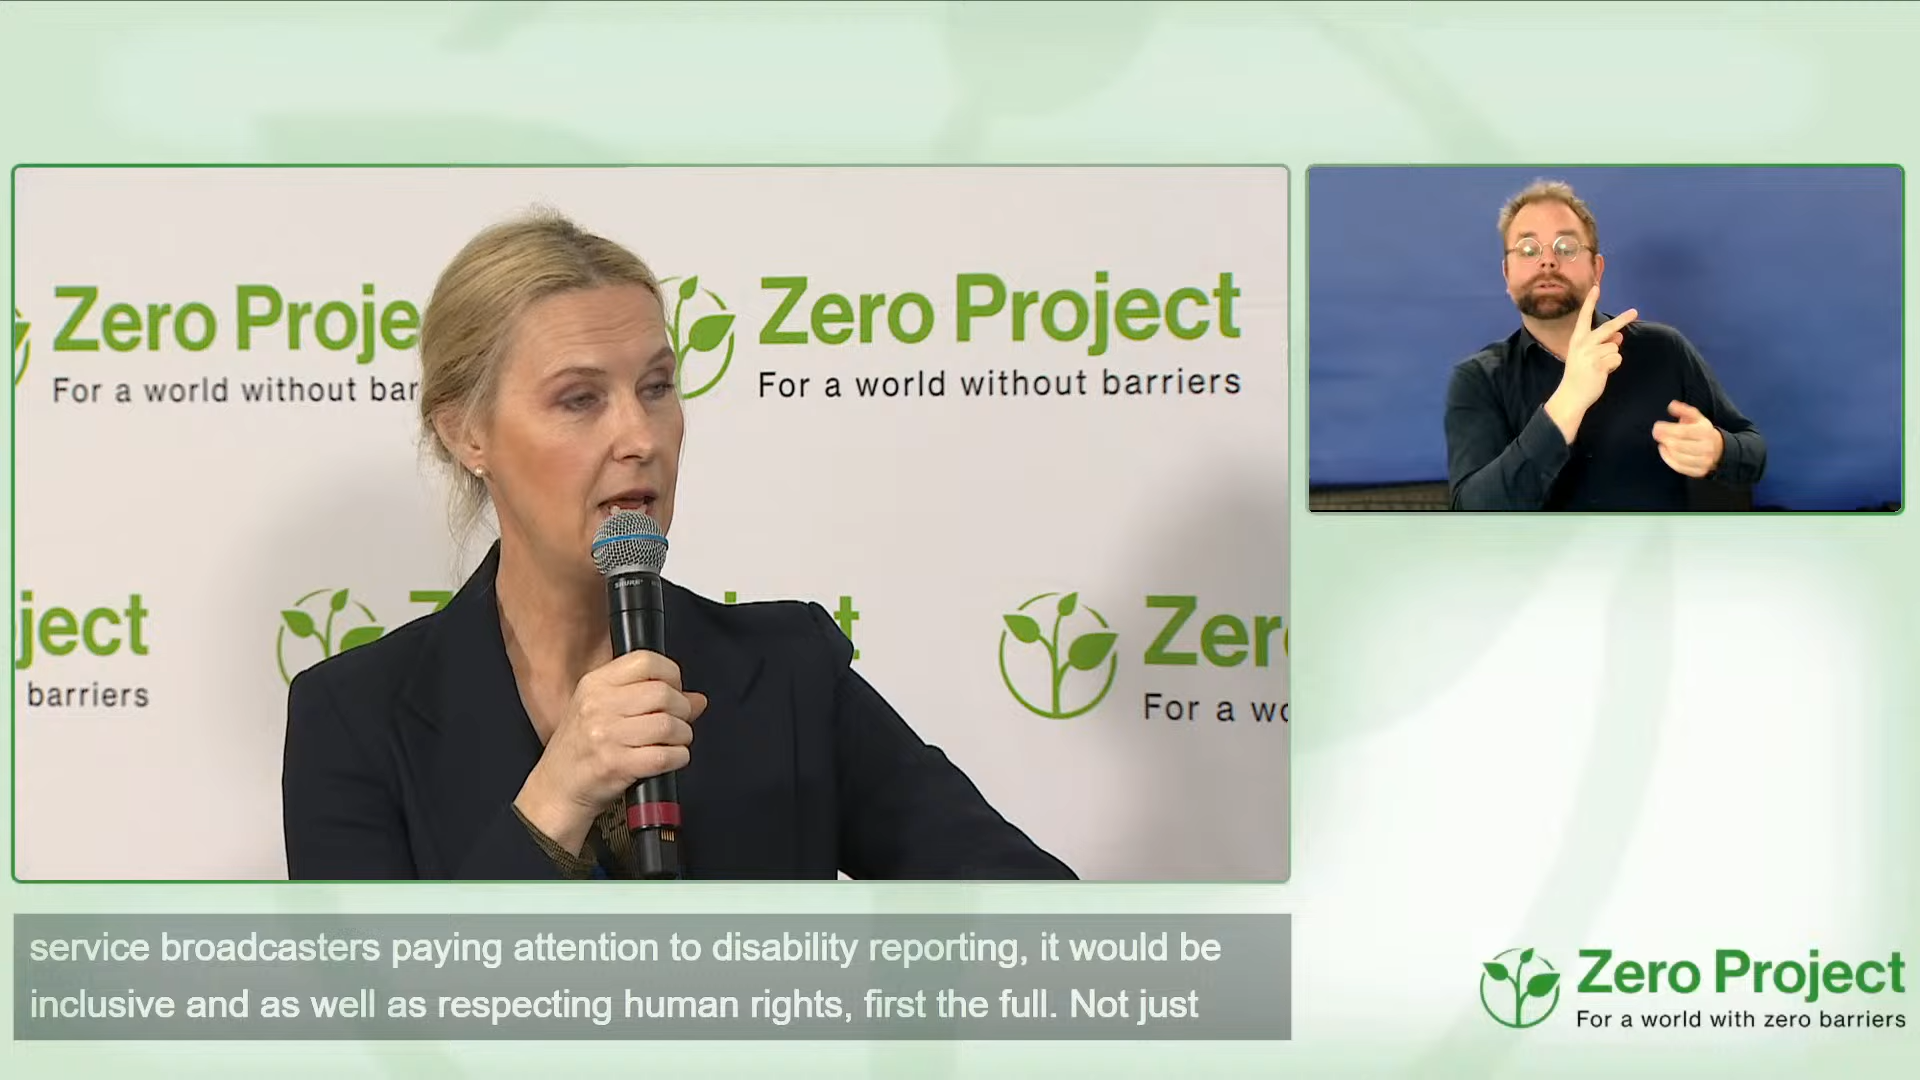 Zero Proje
For a world without bar
Zero Project
For a world without barriers
ject
barriers
Z
t
Zer
For a wo
SHURE
service broadcasters paying attention to disability reporting, it would be
inclusive and as well as respecting human rights, first the full. Not just
Zero Project
For a world with zero barriers